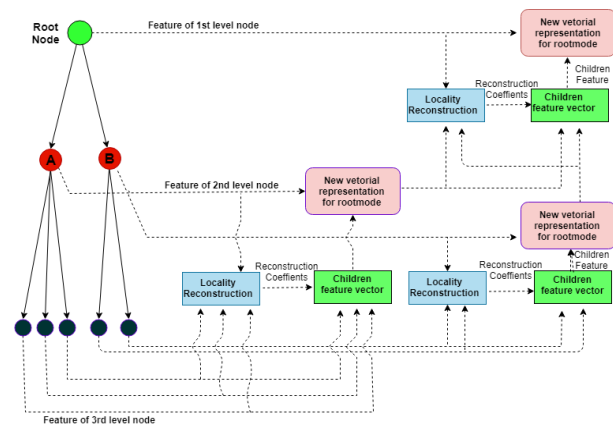 Root
Node
Feature of 1st level node
New vetorial
representation
for rootmode
Children
Feature
Reconstruction
Coeffients
Locality
Reconstruction
Children
feature vector
A
B
Feature of 2nd level node
New vetorial
representation
for rootmode
New vetorial
representation
for rootmode
Children
Feature
Reconstruction
Coeffients
Locality
Reconstruction
Children
feature vector
Reconstruction
Coeffients
Locality
Reconstruction
Children
feature vector
Feature of 3rd level node